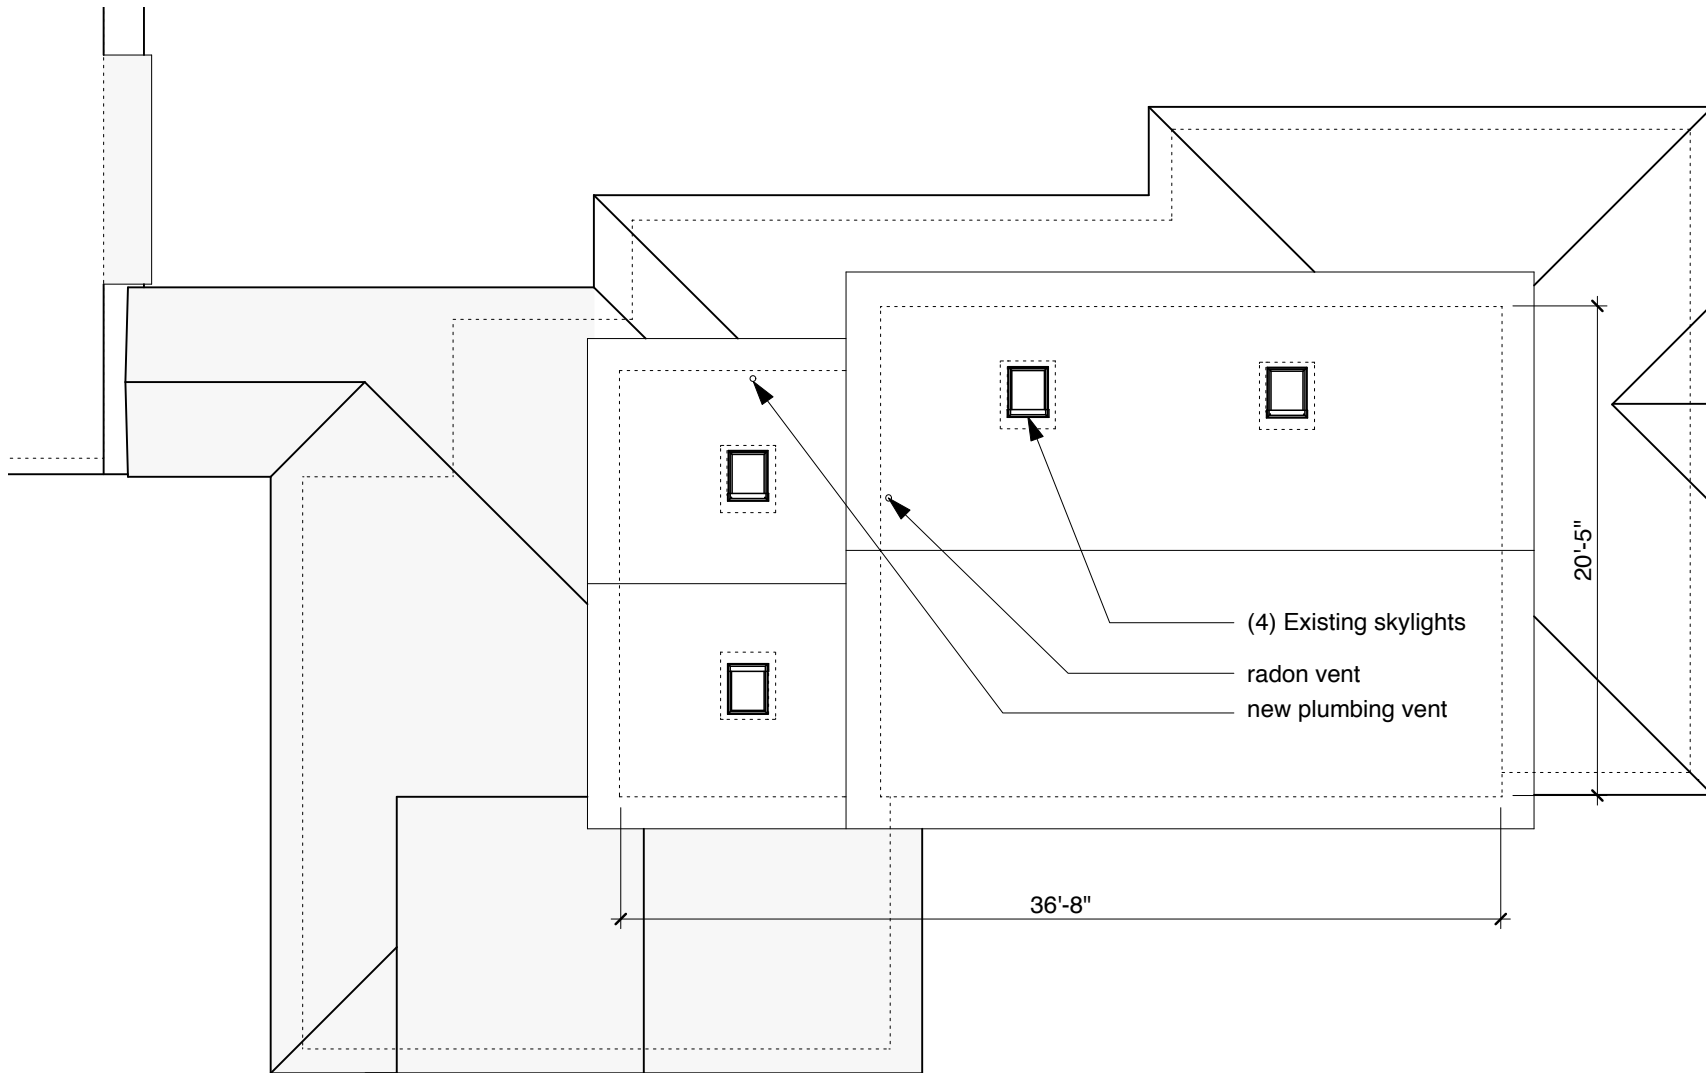 20'-5"
(4) Existing skylights
radon vent
new plumbing vent
36'-8"